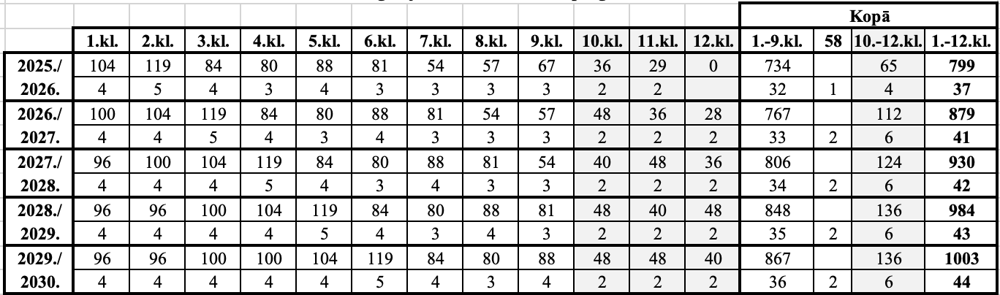 Kopā
1.kl. 2.kl. 3.kl. 4.kl. 5.kl. 6.kl. 7.kl. 8.kl. 9.kl. 10.kl. 11.kl. 12.kl. 1.-9.kl. 58 10.-12.kl. 1.-12.kl.
2025./ 104 119 84 80 88 81 54 57 67 36 29 0 734 65 799
2026. 4 5 4 3 4 3 3 3 3 2 2 32 1 4 37
2026./ 100 104 119 84 80 88 81 54 57 48 36 28 767 112 879
2027. 4 4 5 4 3 4 3 3 3 2 2 2 33 2 6 41
2027./ 96 100 104 119 84 80 88 81 54 40 48 36 806 124 930
2028. 4 4 4 5 4 3 4 3 3 2 2 2 34 2 6 42
2028./ 96 96 100 104 119 84 80 88 81 48 40 48 848 136 984
2029. 4 4 4 4 5 4 3 4 3 2 2 2 35 2 6 43
2029./ 96 96 100 100 104 119 84 80 88 48 48 40 867 136 1003
2030. 4 4 4 4 4 5 4 3 4 2 2 2 36 2 6 44